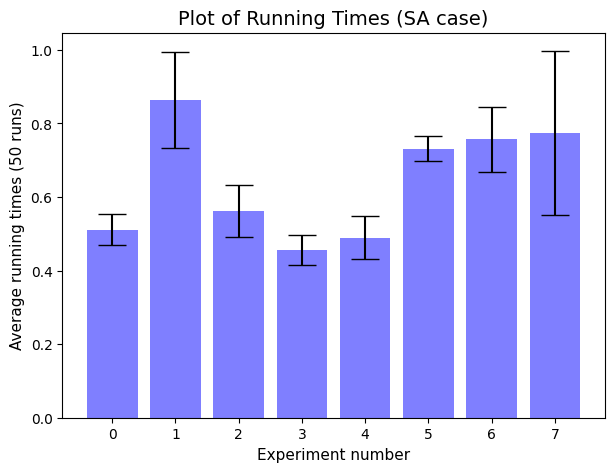 Plot of Running Times (SA case)
Average running times (50 runs)
1.0
0.8
0.6
0.4
0.2
0.0
0 1 2 3 4 5 6 7
Experiment number